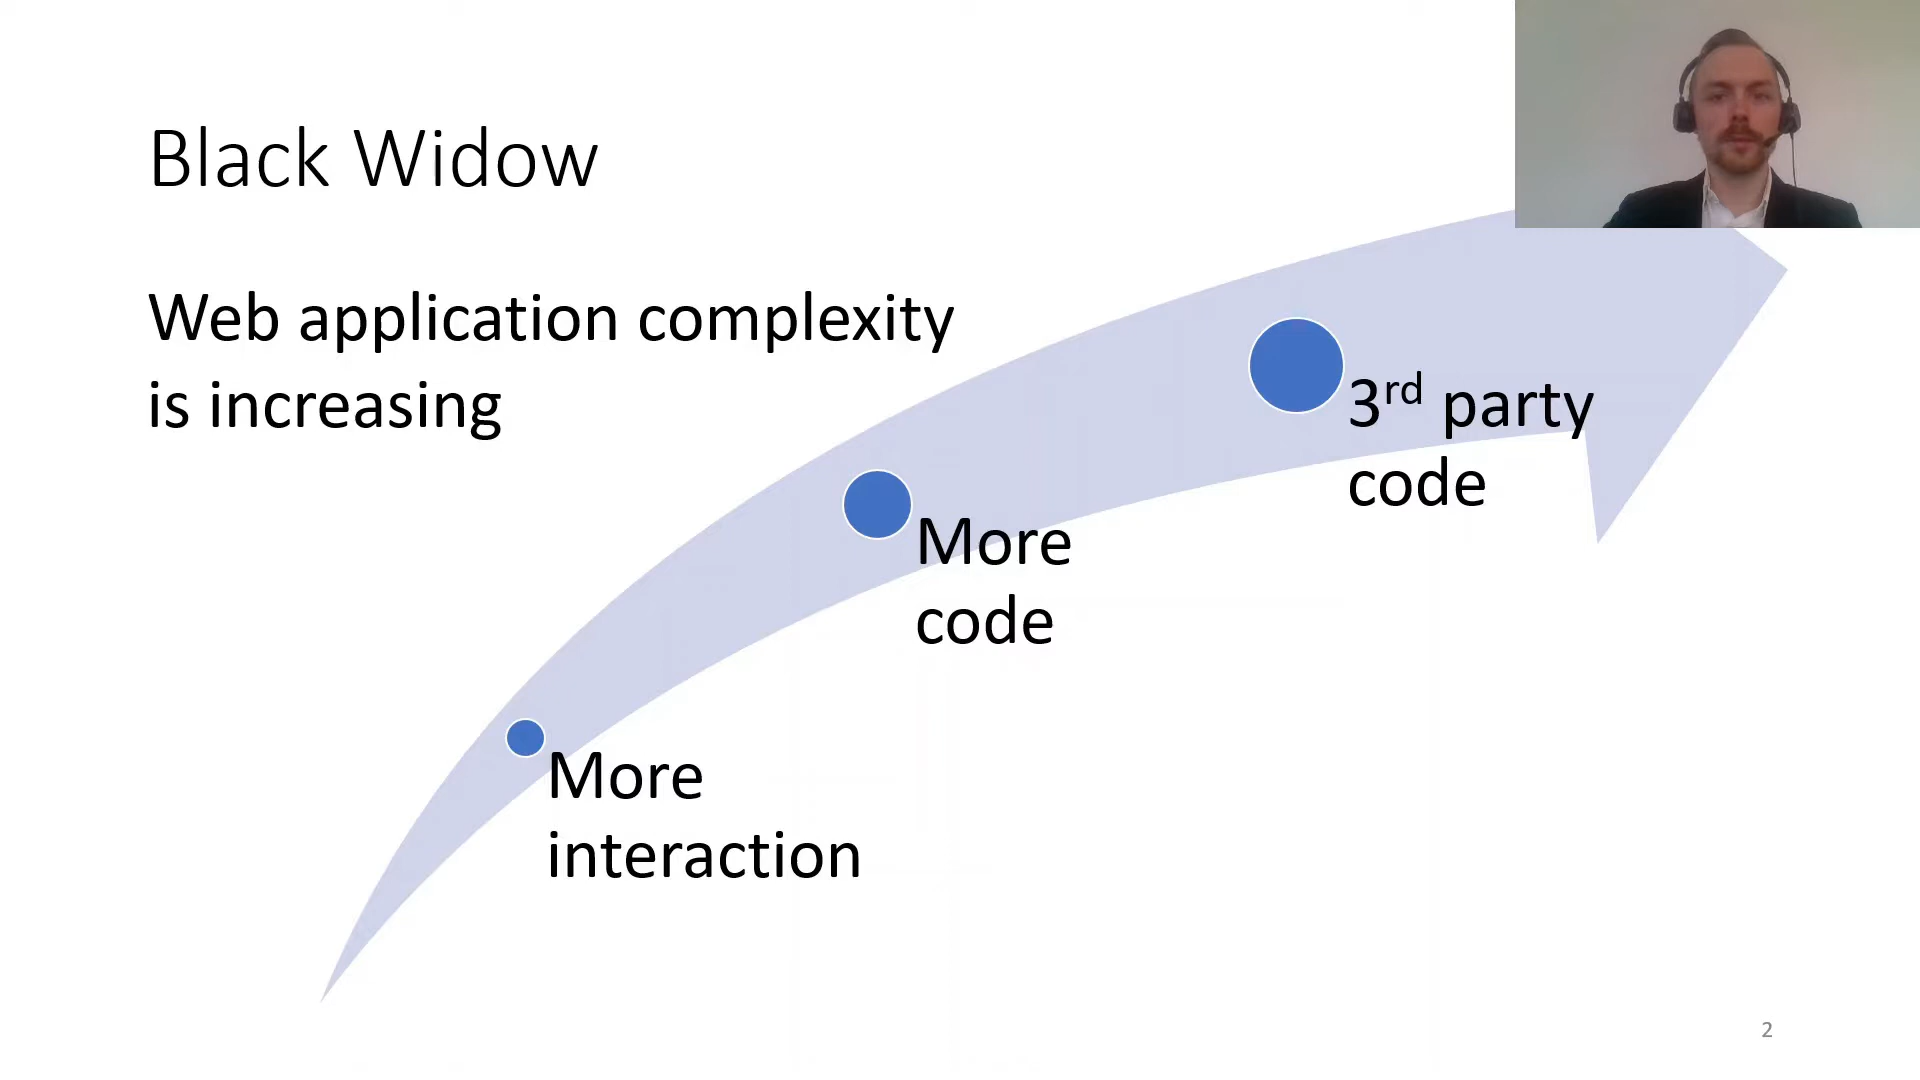 Black Widow
Web application complexity
is increasing
3rd party
code
More
code
More
interaction
2